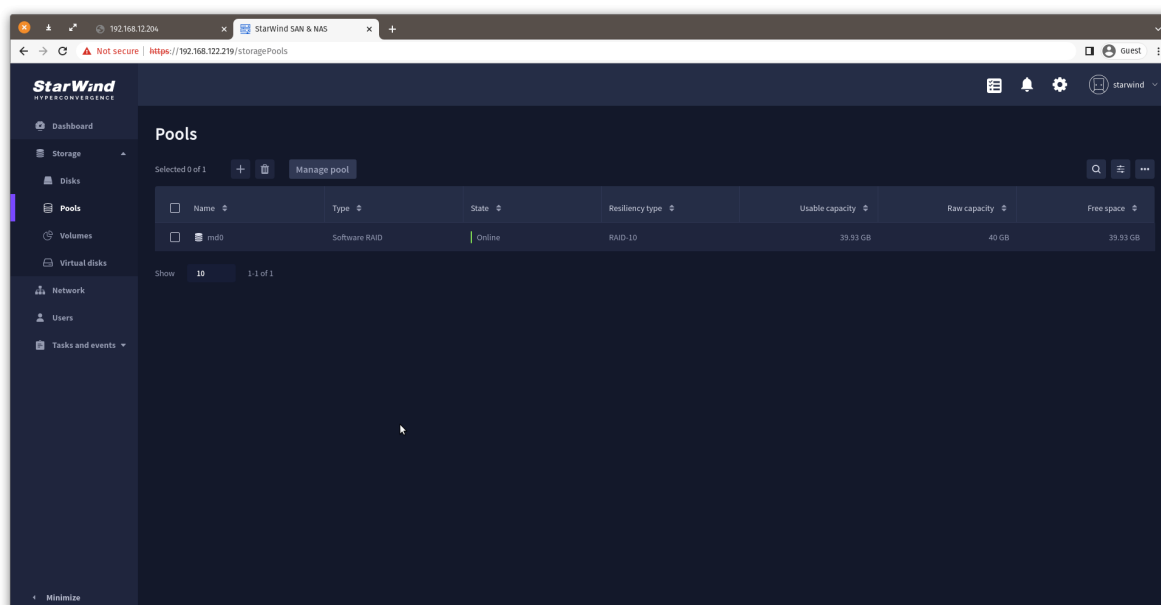 192.168.12.204
StarWind SAN & NAS
Not secure | https://192.168.122.219/storagePools
Guest
StarWind
HYPERCONVERGENCE
starwind
Dashboard
Storage
Disks
Pools
Volumes
Virtual disks
Network
Users
Tasks and events
Minimize
Pools
Selected 0 of 1
Manage pool
Name Type State Resiliency type Usable capacity Raw capacity Free space
md0 Software RAID Online RAID-10 39.93 GB 40 GB 39.93 GB
Show 10 1-1 of 1